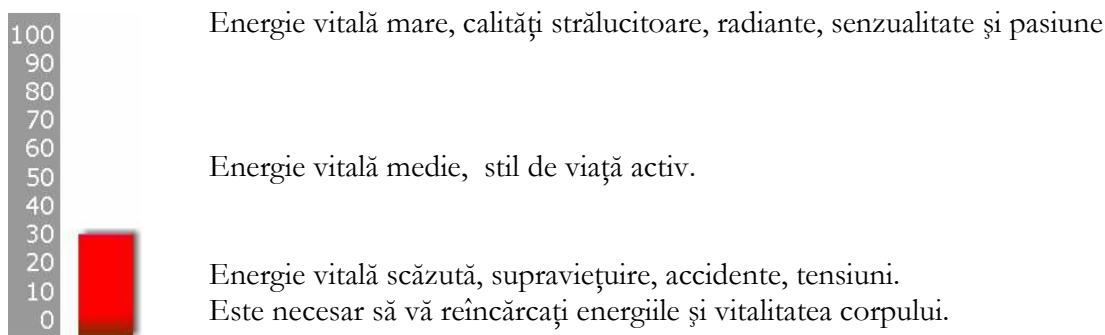 Energie vitală mare, calităţi strălucitoare, radiante, senzualitate şi pasiune
100
90
80
70
60
Energie vitală medie, stil de viaţă activ.
50
40
30
20
Energie vitală scăzută, supravieţuire, accidente, tensiuni.
10
Este necesar să vă reîncărcaţi energiile şi vitalitatea corpului.
0